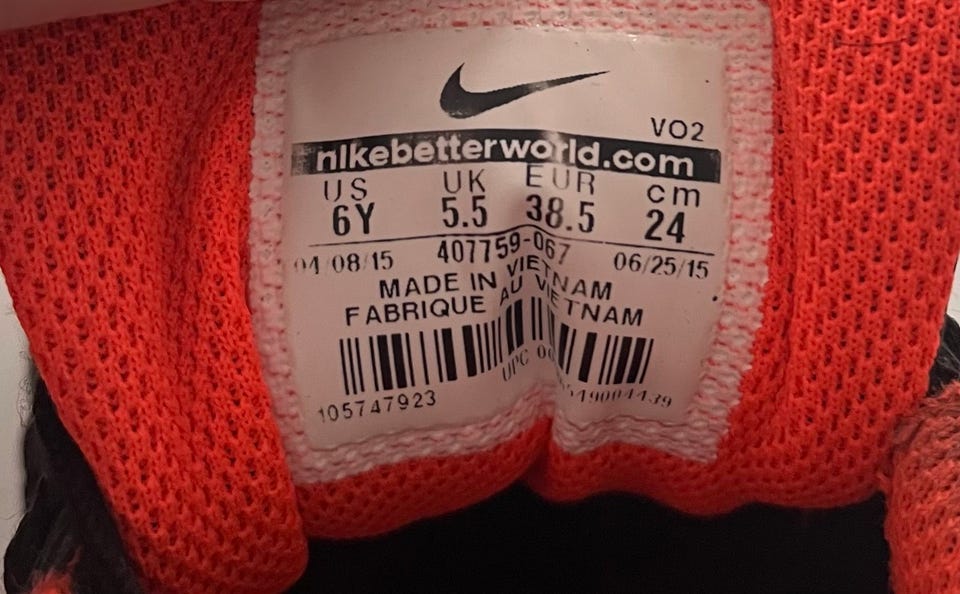 VO2
nikebetterworld.com
US UK EUR cm
6Y 5.5 38.5 24
04/08/15 407759-067 06/25/15
MADE IN VIETNAM
FABRIQUE AU VIETNAM
UPC
105747923